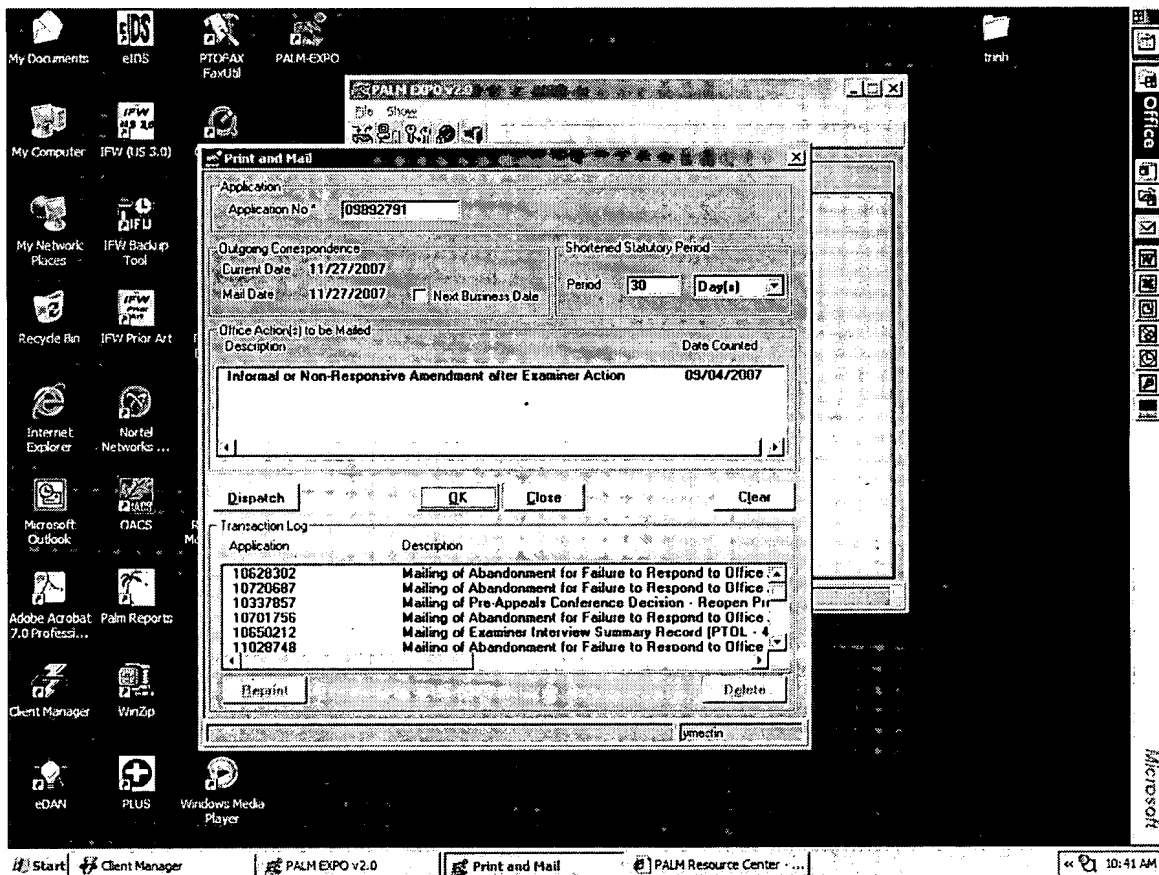 My Documents
eIDS
PTOFAX FaxUtil
PALM-EXPO
trinh
My Computer
IFW (US 3.0)
My Network Places
IFW Backup Tool
Recycle Bin
IFW Prior Art
Internet Explorer
Nortel Networks ...
Microsoft Outlook
OACS
Adobe Acrobat 7.0 Professi...
Palm Reports
Client Manager
WinZip
eDAN
PLUS
Windows Media Player
PALM EXPO v2.0
File Show
Print and Mail
Application
Application No * 09892791
Outgoing Correspondence
Current Date 11/27/2007
Mail Date 11/27/2007 Next Business Date
Shortened Statutory Period
Period 30 Day(s)
Office Action(s) to be Mailed
Description Date Counted
Informal or Non-Responsive Amendment after Examiner Action 09/04/2007
Dispatch OK Close Clear
Transaction Log
Application Description
10628302 Mailing of Abandonment for Failure to Respond to Office
10720687 Mailing of Abandonment for Failure to Respond to Office
10337857 Mailing of Pre-Appeals Conference Decision - Reopen Pr
10701756 Mailing of Abandonment for Failure to Respond to Office
10650212 Mailing of Examiner Interview Summary Record (PTOL - 4
11028748 Mailing of Abandonment for Failure to Respond to Office
Reprint Delete
Office
Microsoft
Start Client Manager PALM EXPO v2.0 Print and Mail PALM Resource Center - ... 10:41 AM